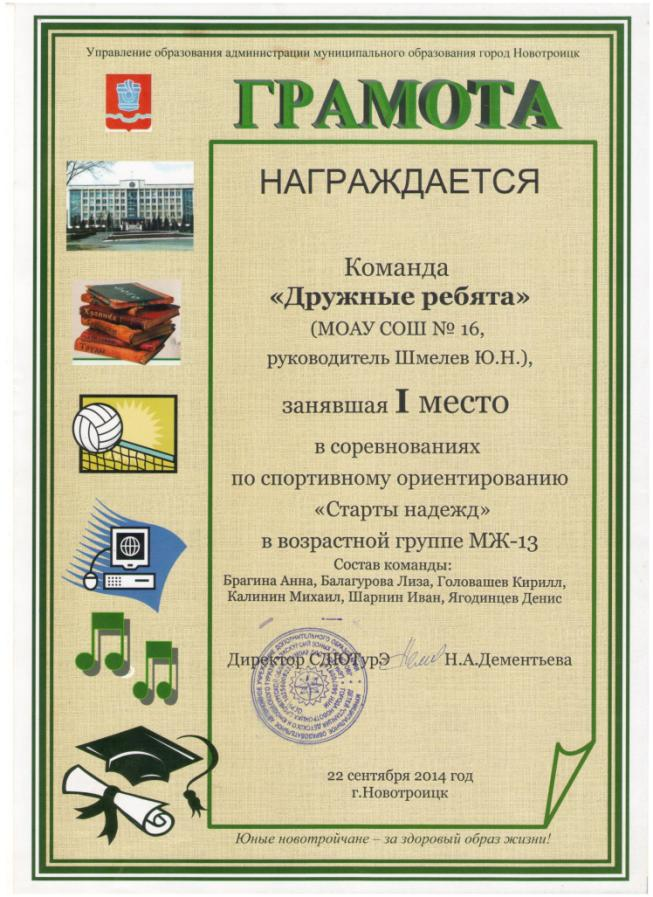 Управление образования администрации муниципального образования город Новотроицк
ГРАМОТА
НАГРАЖДАЕТСЯ
Команда
«Дружные ребята»
(МОАУ СОШ № 16,
руководитель Шмелев Ю.Н.),
занявшая I место
в соревнованиях
по спортивному ориентированию
«Старты надежд»
в возрастной группе МЖ-13
Состав команды:
Брагина Анна, Балагурова Лиза, Головашев Кирилл,
Калинин Михаил, Шарнин Иван, Ягодинцев Денис
Директор СДЮТурЭ Н.А.Дементьева
22 сентября 2014 год
г.Новотроицк
Юные новотройчане – за здоровый образ жизни!